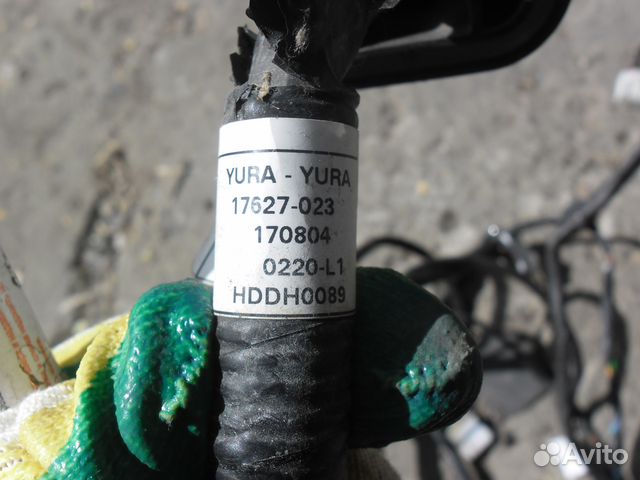 YURA - YURA
17627-023
170804
0220-L1
HDDH0089
Avito